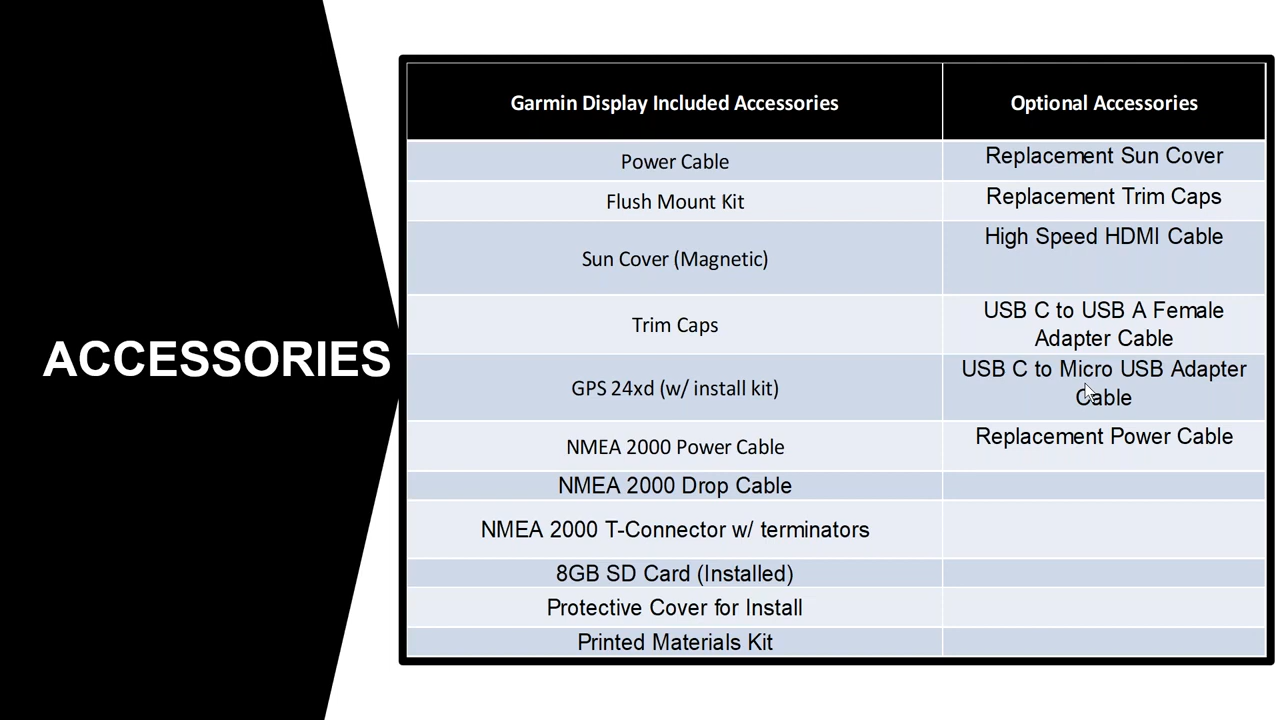 ACCESSORIES
Garmin Display Included Accessories
Optional Accessories
Power Cable
Replacement Sun Cover
Flush Mount Kit
Replacement Trim Caps
Sun Cover (Magnetic)
High Speed HDMI Cable
Trim Caps
USB C to USB A Female
Adapter Cable
GPS 24xd (w/ install kit)
USB C to Micro USB Adapter
Cable
NMEA 2000 Power Cable
Replacement Power Cable
NMEA 2000 Drop Cable
NMEA 2000 T-Connector w/ terminators
8GB SD Card (Installed)
Protective Cover for Install
Printed Materials Kit